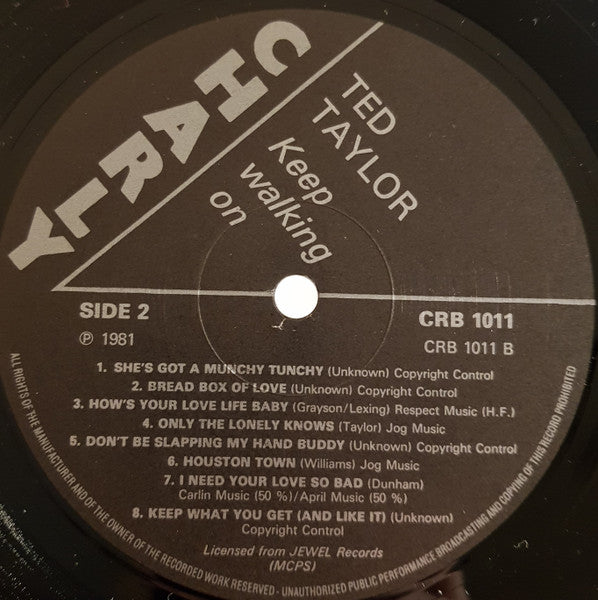 CHARLY
TED
TAYLOR
Keep
walking
on
SIDE 2
℗ 1981
CRB 1011
CRB 1011 B
1. SHE'S GOT A MUNCHY TUNCHY (Unknown) Copyright Control
2. BREAD BOX OF LOVE (Unknown) Copyright Control
3. HOW'S YOUR LOVE LIFE BABY (Grayson/Lexing) Respect Music (H.F.)
4. ONLY THE LONELY KNOWS (Taylor) Jog Music
5. DON'T BE SLAPPING MY HAND BUDDY (Unknown) Copyright Control
6. HOUSTON TOWN (Williams) Jog Music
7. I NEED YOUR LOVE SO BAD (Dunham)
Carlin Music (50 %)/April Music (50 %)
8. KEEP WHAT YOU GET (AND LIKE IT) (Unknown)
Copyright Control
Licensed from JEWEL Records
(MCPS)
ALL RIGHTS OF THE MANUFACTURER AND OF THE OWNER OF THE RECORDED WORK RESERVED - UNAUTHORIZED PUBLIC PERFORMANCE BROADCASTING AND COPYING OF THIS RECORD PROHIBITED